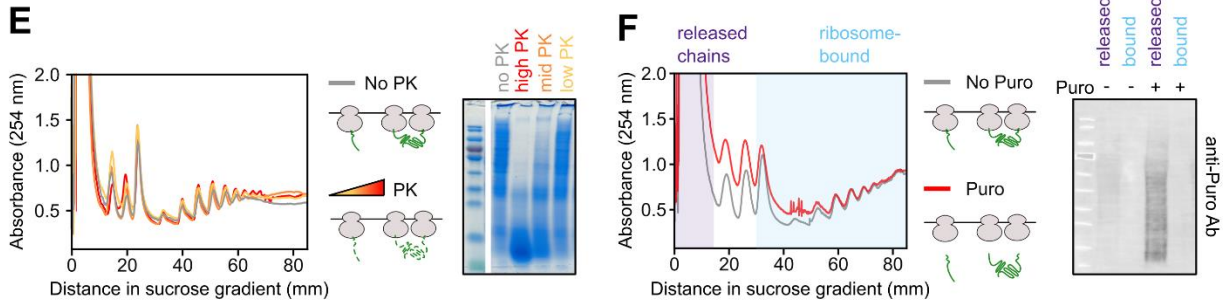 E
Absorbance (254 nm)
2.0
1.5
1.0
0.5
0
20
40
60
80
Distance in sucrose gradient (mm)
No PK
PK
no PK
high PK
mid PK
low PK
F
released
chains
ribosome-
bound
Absorbance (254 nm)
2.0
1.5
1.0
0.5
0
20
40
60
80
Distance in sucrose gradient (mm)
No Puro
Puro
released
bound
released
bound
Puro - - + +
anti-Puro Ab